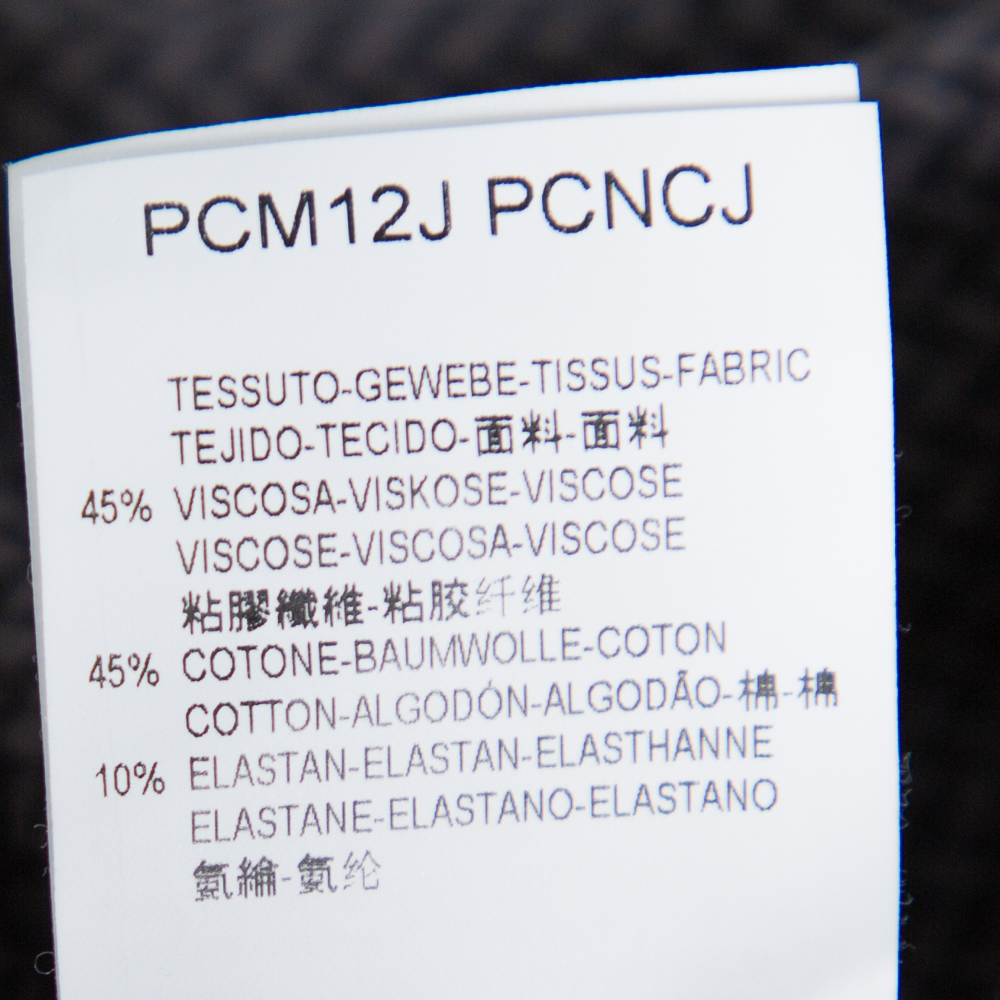 PCM12J PCNCJ
TESSUTO-GEWEBE-TISSUS-FABRIC
TEJIDO-TECIDO-面料-面料
45% VISCOSA-VISKOSE-VISCOSE
VISCOSE-VISCOSA-VISCOSE
粘膠纖維-粘胶纤维
45% COTONE-BAUMWOLLE-COTON
COTTON-ALGODÓN-ALGODÃO-棉-棉
10% ELASTAN-ELASTAN-ELASTHANNE
ELASTANE-ELASTANO-ELASTANO
氨綸-氨纶